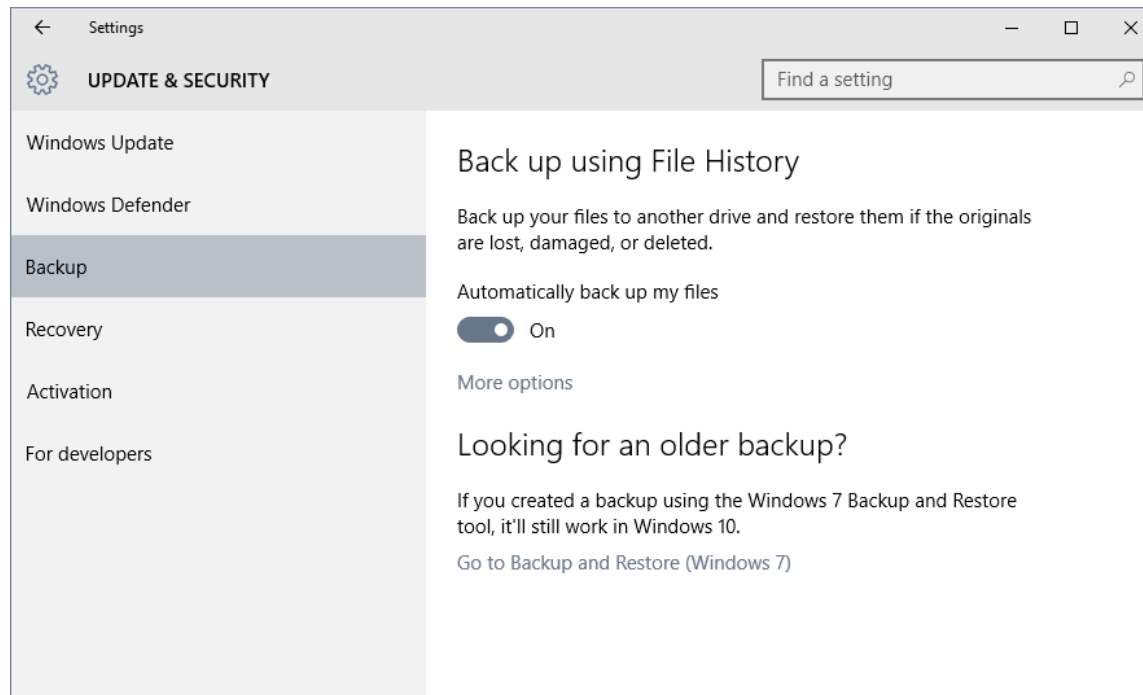 Settings
UPDATE & SECURITY
Find a setting
Windows Update
Windows Defender
Backup
Recovery
Activation
For developers
Back up using File History
Back up your files to another drive and restore them if the originals
are lost, damaged, or deleted.
Automatically back up my files
On
More options
Looking for an older backup?
If you created a backup using the Windows 7 Backup and Restore
tool, it'll still work in Windows 10.
Go to Backup and Restore (Windows 7)